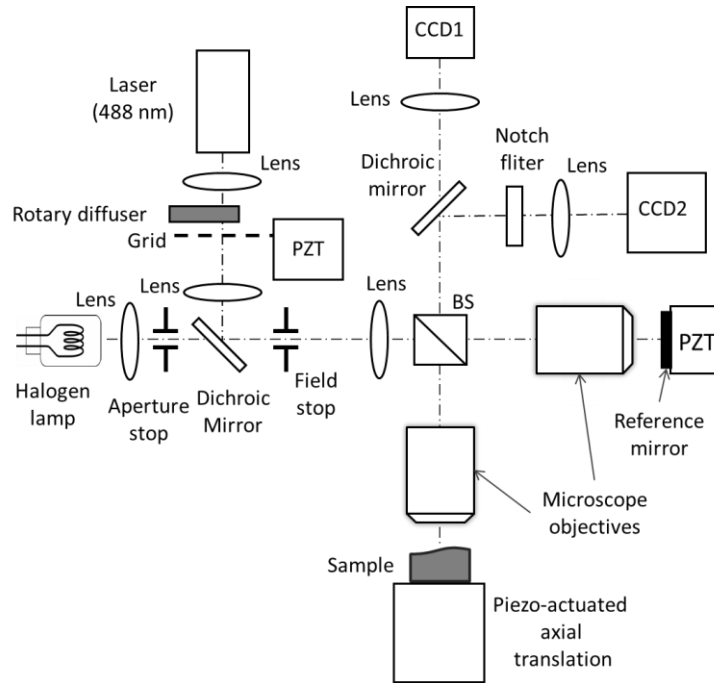 CCD1
Laser
(488 nm)
Lens
Notch
fliter
Lens
Dichroic
mirror
Lens
Rotary diffuser
Grid
PZT
CCD2
Lens
Lens
Lens
BS
PZT
Halogen
lamp
Aperture
stop
Dichroic
Mirror
Field
stop
Reference
mirror
Microscope
objectives
Sample
Piezo-actuated
axial
translation